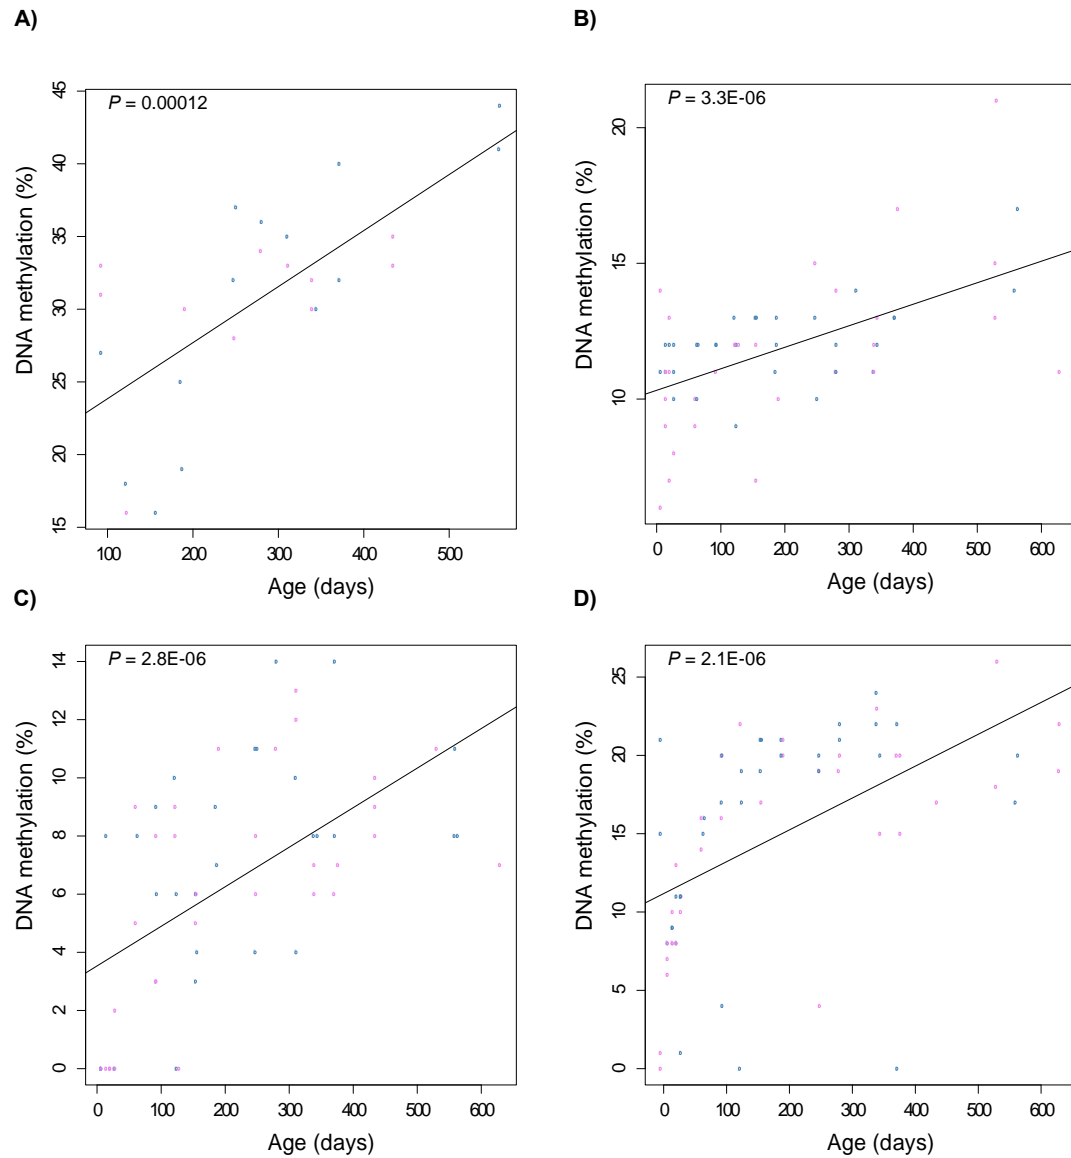 A)
P = 0.00012
DNA methylation (%)
45
40
35
30
25
20
15
100 200 300 400 500
Age (days)
B)
P = 3.3E-06
DNA methylation (%)
20
15
10
0 100 200 300 400 500 600
Age (days)
C)
P = 2.8E-06
DNA methylation (%)
14
12
10
8
6
4
2
0
0 100 200 300 400 500 600
Age (days)
D)
P = 2.1E-06
DNA methylation (%)
25
20
15
10
5
0
0 100 200 300 400 500 600
Age (days)